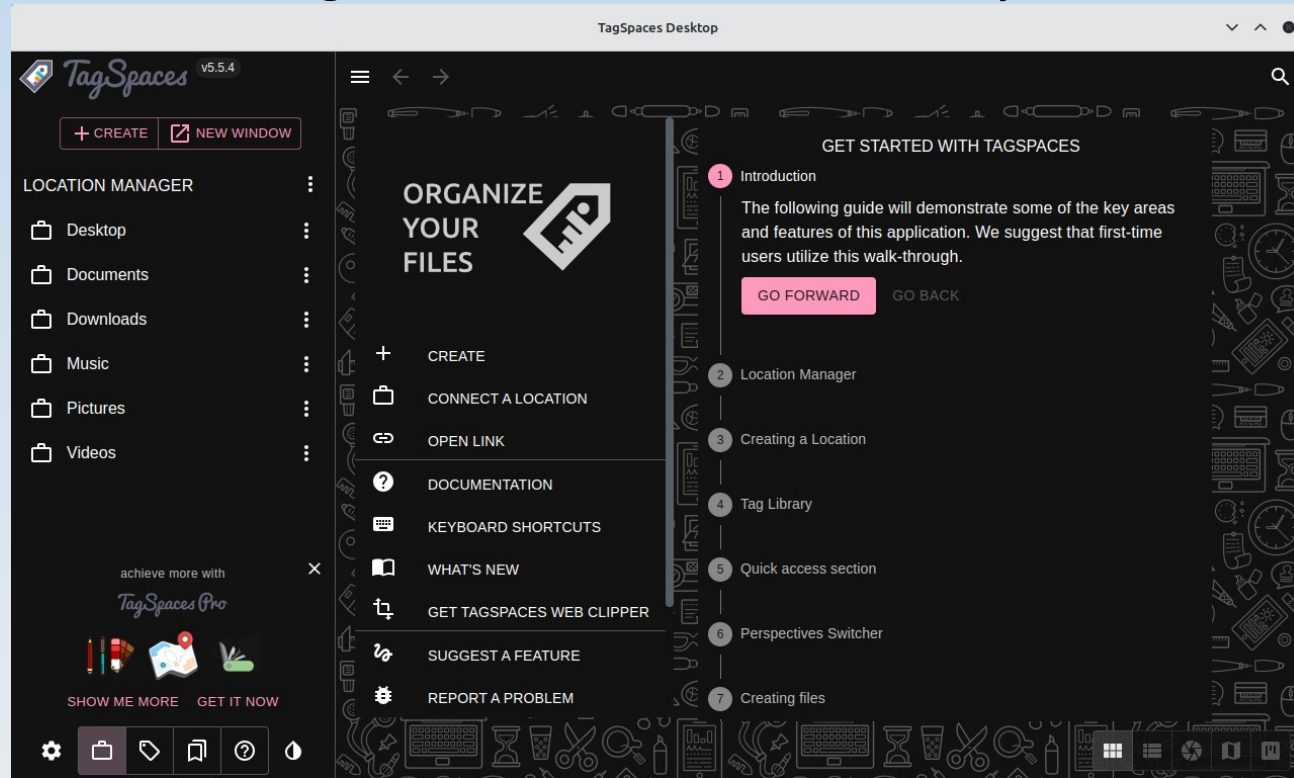 TagSpaces Desktop
TagSpaces v5.5.4
CREATE
NEW WINDOW
LOCATION MANAGER
Desktop
Documents
Downloads
Music
Pictures
Videos
achieve more with
TagSpaces Pro
SHOW ME MORE
GET IT NOW
ORGANIZE
YOUR
FILES
CREATE
CONNECT A LOCATION
OPEN LINK
DOCUMENTATION
KEYBOARD SHORTCUTS
WHAT'S NEW
GET TAGSPACES WEB CLIPPER
SUGGEST A FEATURE
REPORT A PROBLEM
GET STARTED WITH TAGSPACES
1 Introduction
The following guide will demonstrate some of the key areas
and features of this application. We suggest that first-time
users utilize this walk-through.
GO FORWARD
GO BACK
2 Location Manager
3 Creating a Location
4 Tag Library
5 Quick access section
6 Perspectives Switcher
7 Creating files